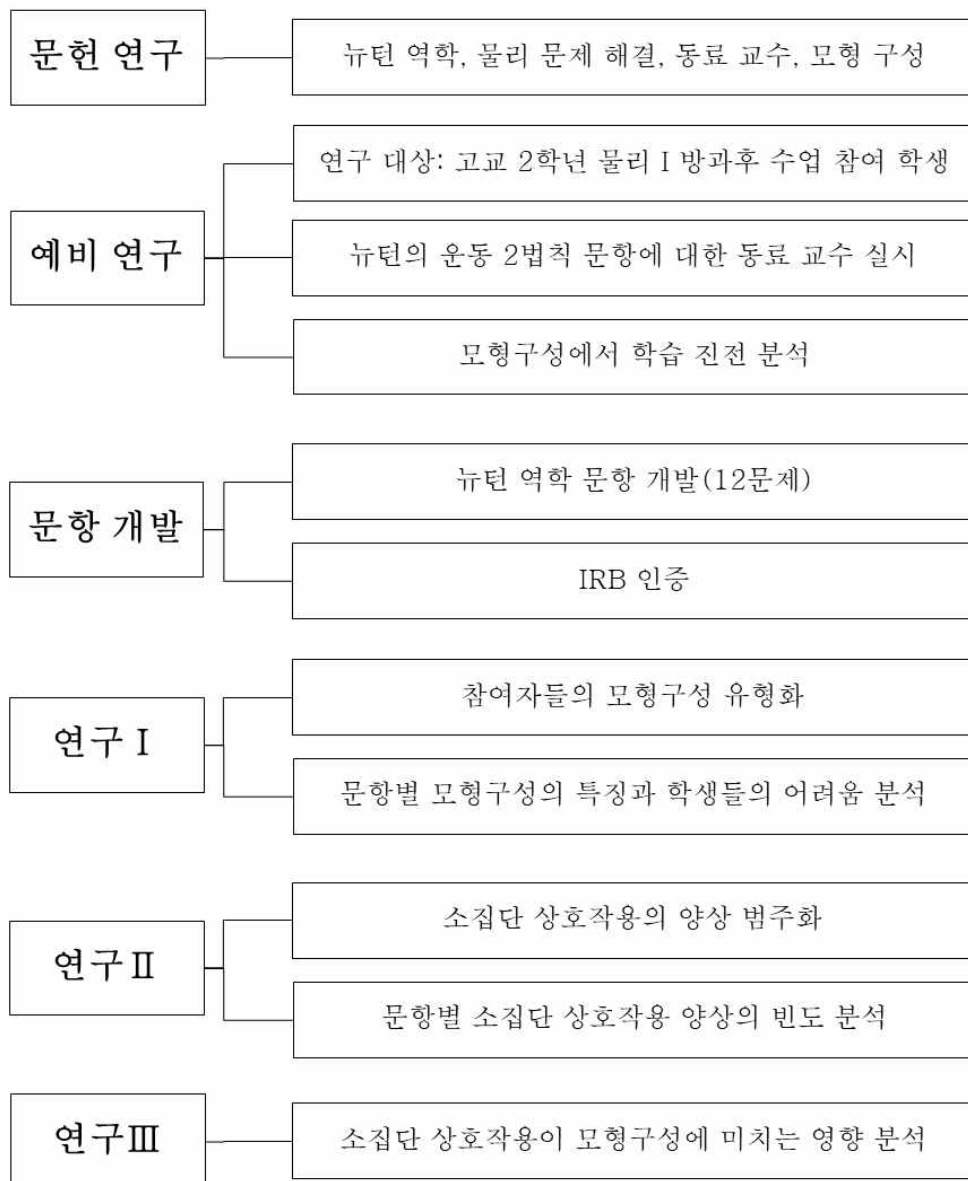 문헌 연구
뉴턴 역학, 물리 문제 해결, 동료 교수, 모형 구성
예비 연구
연구 대상: 고교 2학년 물리 I 방과후 수업 참여 학생
뉴턴의 운동 2법칙 문항에 대한 동료 교수 실시
모형구성에서 학습 진전 분석
문항 개발
뉴턴 역학 문항 개발(12문제)
IRB 인증
연구 I
참여자들의 모형구성 유형화
문항별 모형구성의 특징과 학생들의 어려움 분석
연구 Ⅱ
소집단 상호작용의 양상 범주화
문항별 소집단 상호작용 양상의 빈도 분석
연구Ⅲ
소집단 상호작용이 모형구성에 미치는 영향 분석